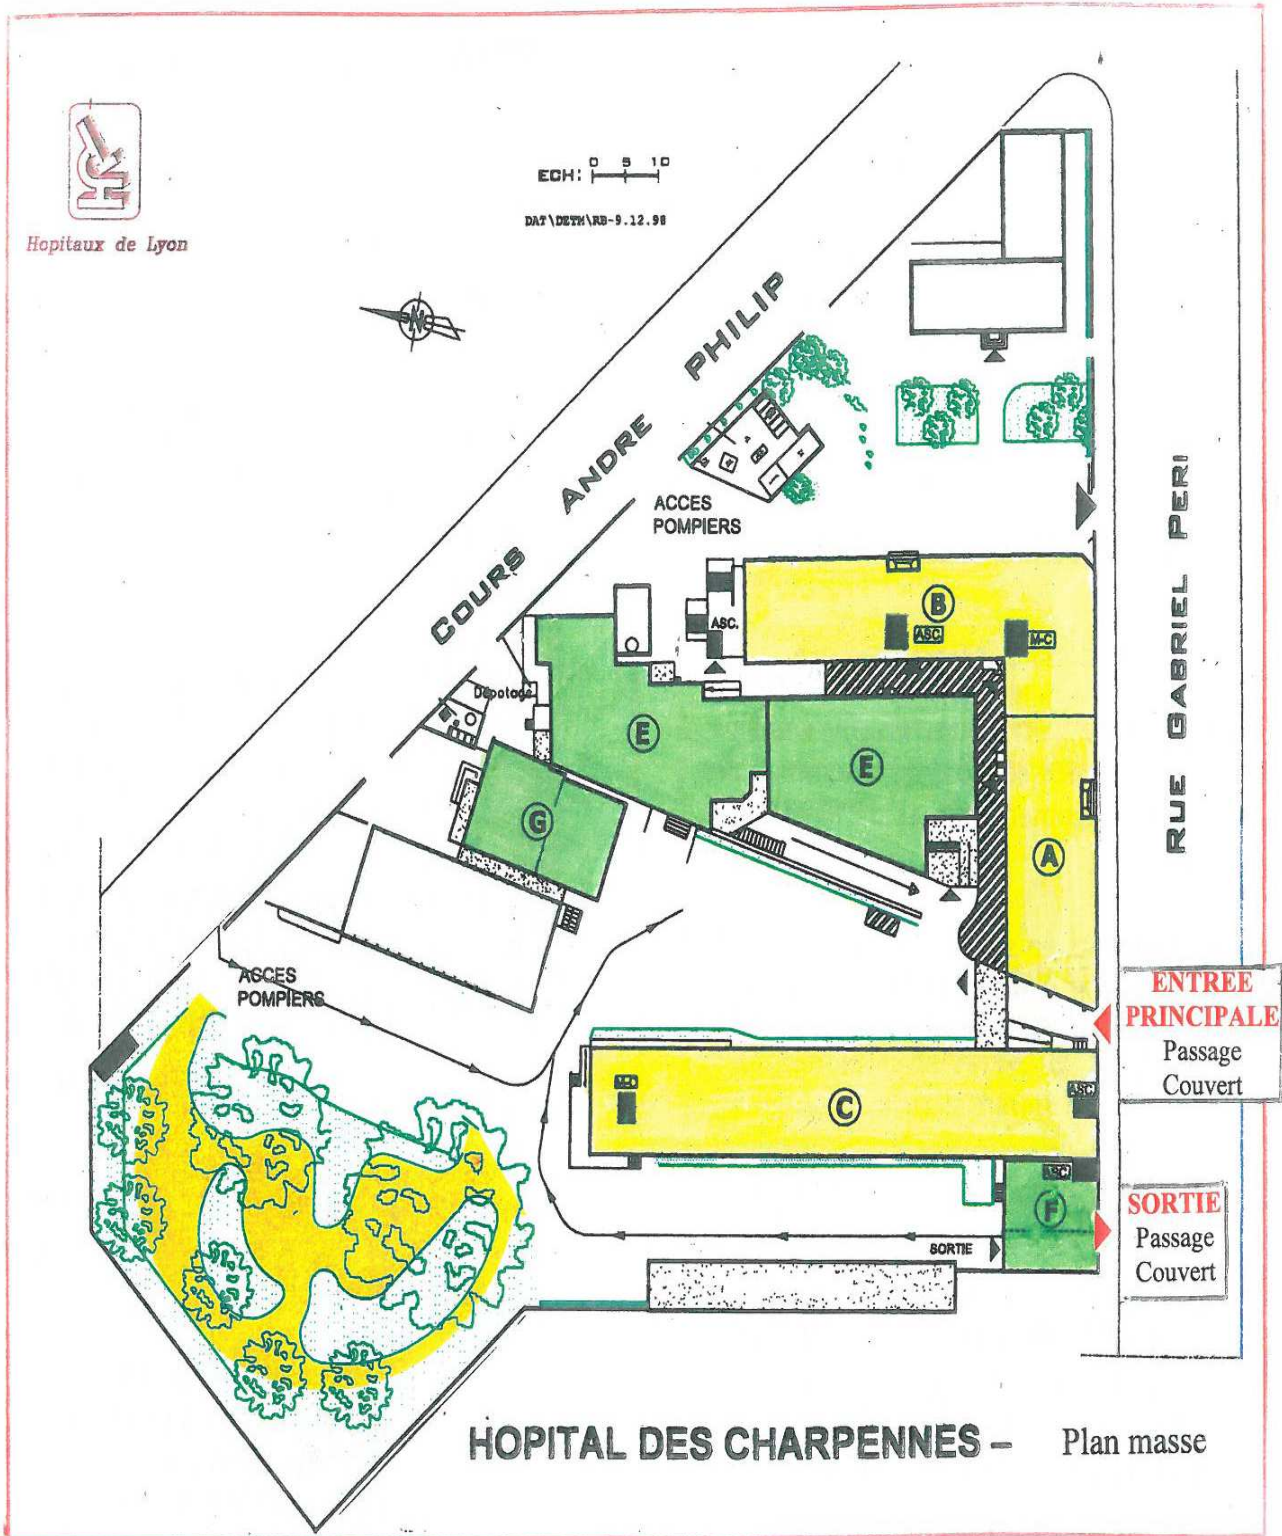 Hopitaux de Lyon
ECH: 0 5 10
DAT\DETM\RB-9.12.98
N
COURS ANDRE PHILIP
RUE GABRIEL PERI
ACCES
POMPIERS
B
ASC.
ASC.
M-C
Dépotage
E
E
G
A
ACCES
POMPIERS
ENTREE
PRINCIPALE
Passage
Couvert
M-C
ASC.
C
ASC.
F
SORTIE
SORTIE
Passage
Couvert
HOPITAL DES CHARPENNES – Plan masse